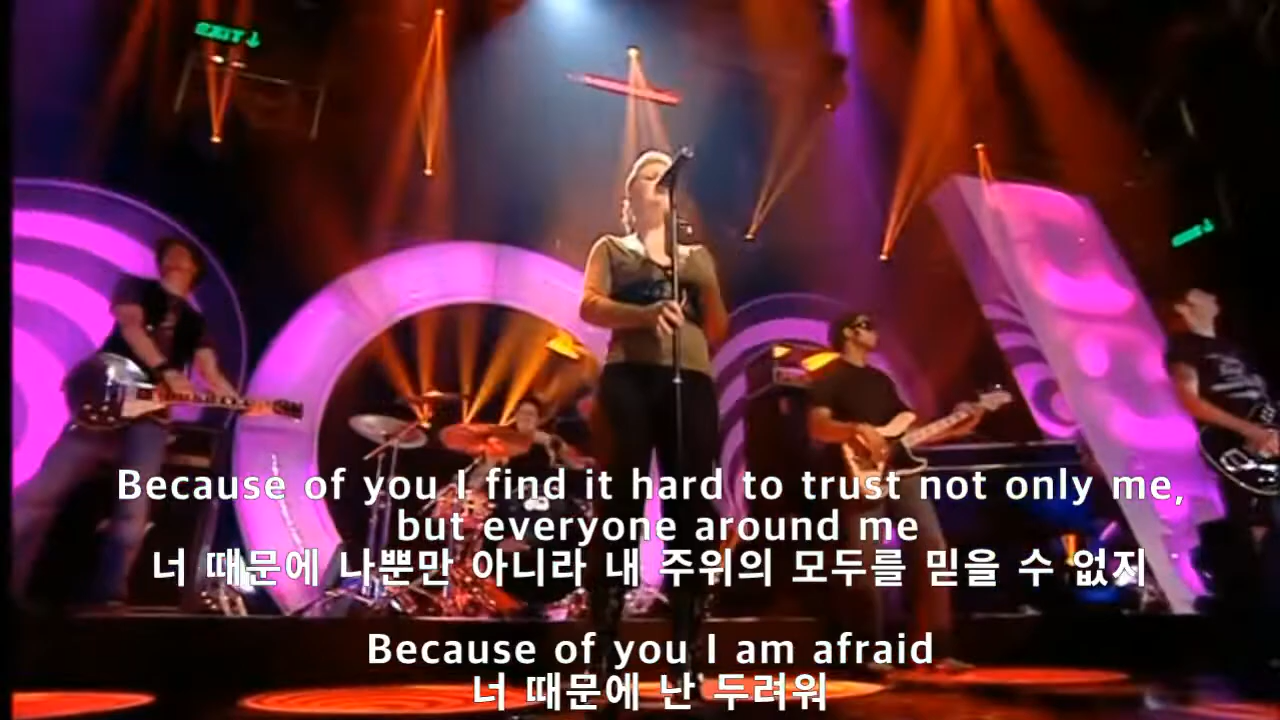 EXIT ↓
Because of you I find it hard to trust not only me,
but everyone around me
너 때문에 나뿐만 아니라 내 주위의 모두를 믿을 수 없지
Because of you I am afraid
너 때문에 난 두려워